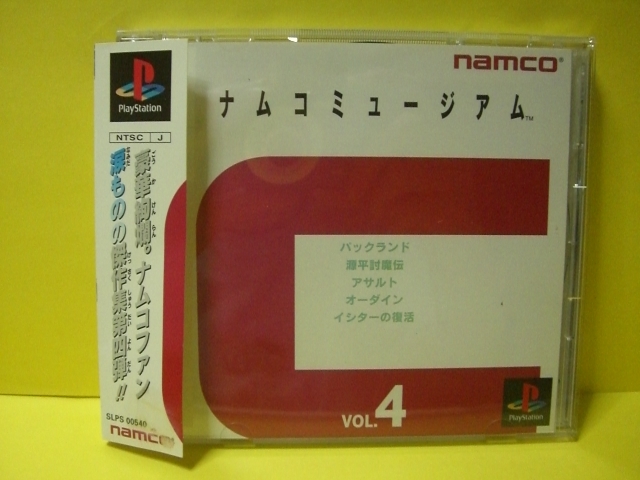 PlayStation
NTSC J
豪華絢爛。ナムコファン
涙ものの傑作集第四弾!!
SLPS 00540
namco
namco®
ナムコミュージアム™
パックランド
源平討魔伝
アサルト
オーダイン
イシターの復活
VOL.4
PlayStation